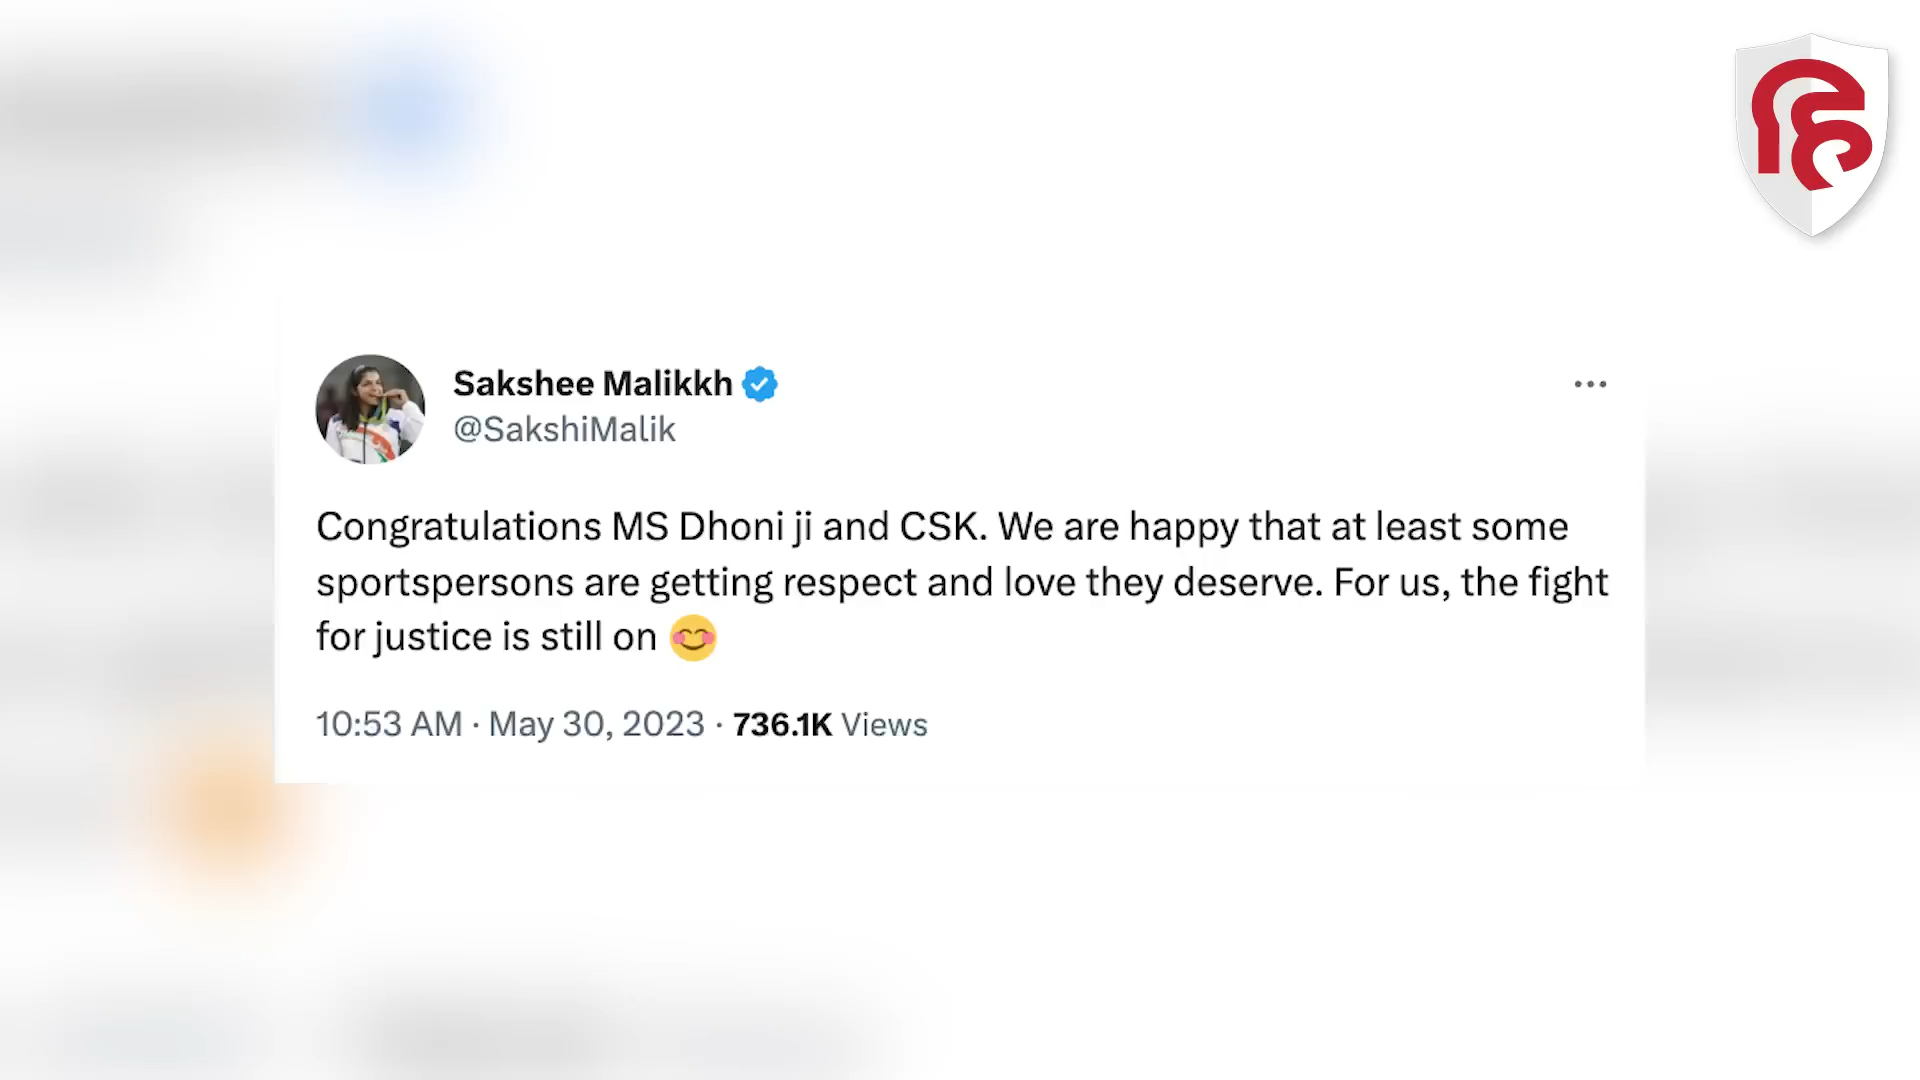 Sakshee Malikkh
@SakshiMalik
Congratulations MS Dhoni ji and CSK. We are happy that at least some
sportspersons are getting respect and love they deserve. For us, the fight
for justice is still on 😊
10:53 AM · May 30, 2023 · 736.1K Views